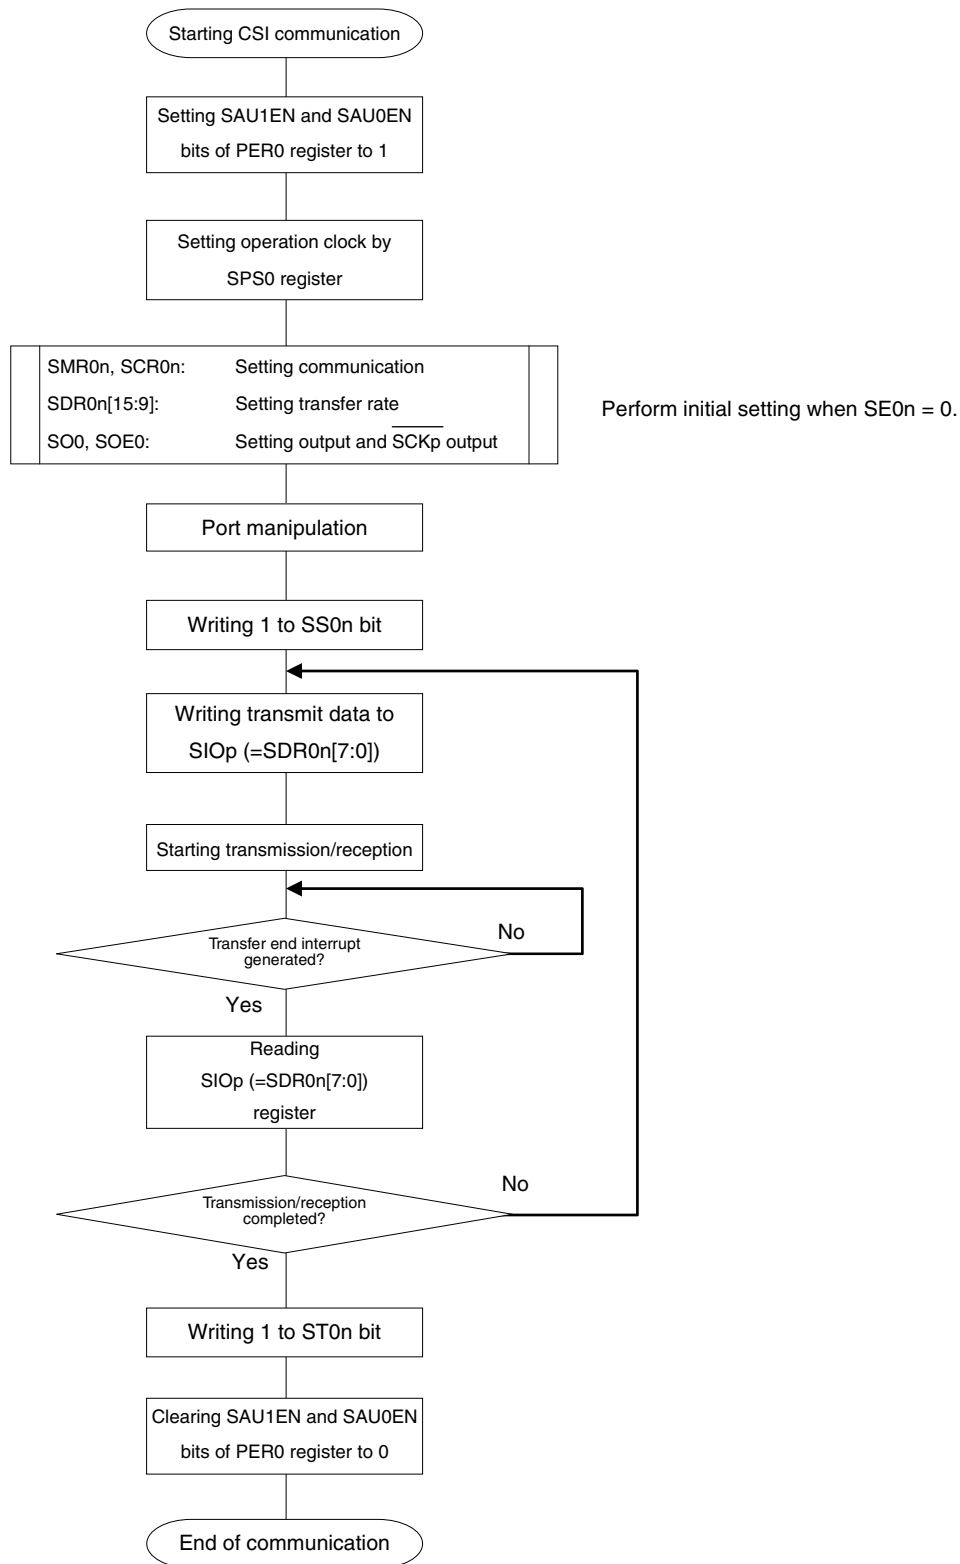 Starting CSI communication
Setting SAU1EN and SAU0EN
bits of PER0 register to 1
Setting operation clock by
SPS0 register
SMR0n, SCR0n: Setting communication
SDR0n[15:9]: Setting transfer rate
SO0, SOE0: Setting output and S̅C̅K̅p̅ output
Perform initial setting when SE0n = 0.
Port manipulation
Writing 1 to SS0n bit
Writing transmit data to
SIOp (=SDR0n[7:0])
Starting transmission/reception
Transfer end interrupt
generated?
No
Yes
Reading
SIOp (=SDR0n[7:0])
register
Transmission/reception
completed?
No
Yes
Writing 1 to ST0n bit
Clearing SAU1EN and SAU0EN
bits of PER0 register to 0
End of communication